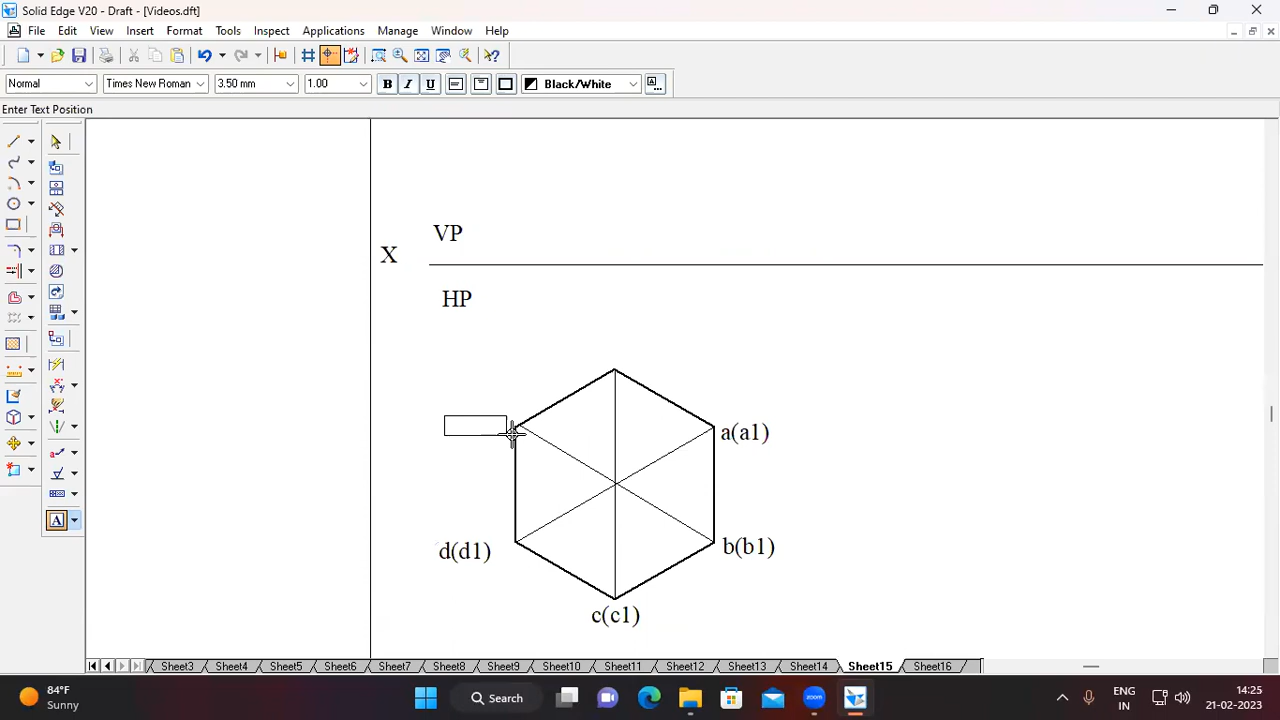 Solid Edge V20 - Draft - [Videos.dft]
File Edit View Insert Format Tools Inspect Applications Manage Window Help
Normal Times New Roman 3.50 mm 1.00 B I U Black/White
Enter Text Position
VP
X
HP
a(a1)
d(d1)
b(b1)
c(c1)
A
Sheet3 Sheet4 Sheet5 Sheet6 Sheet7 Sheet8 Sheet9 Sheet10 Sheet11 Sheet12 Sheet13 Sheet14 Sheet15 Sheet16
84°F
Sunny
Search
zoom
ENG
IN
14:25
21-02-2023